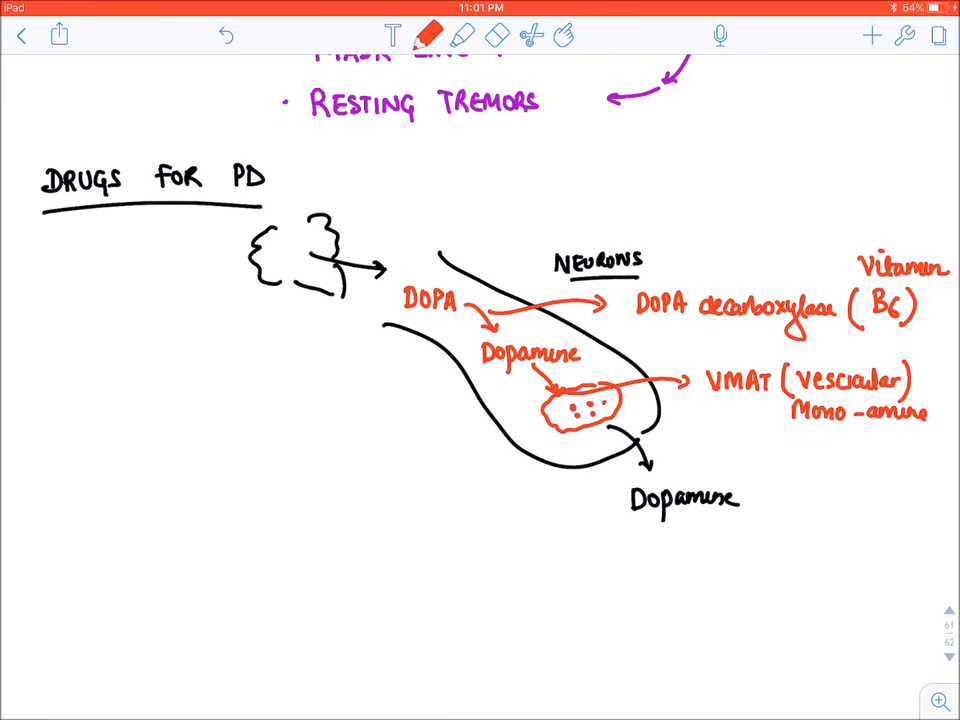 iPad
11:01 PM
54%
T
RESTING TREMORS
DRUGS FOR PD
NEURONS
Vitamin
DOPA
DOPA decarboxylase (B6)
Dopamine
VMAT (Vescicular)
Mono-amine
Dopamine
61
62